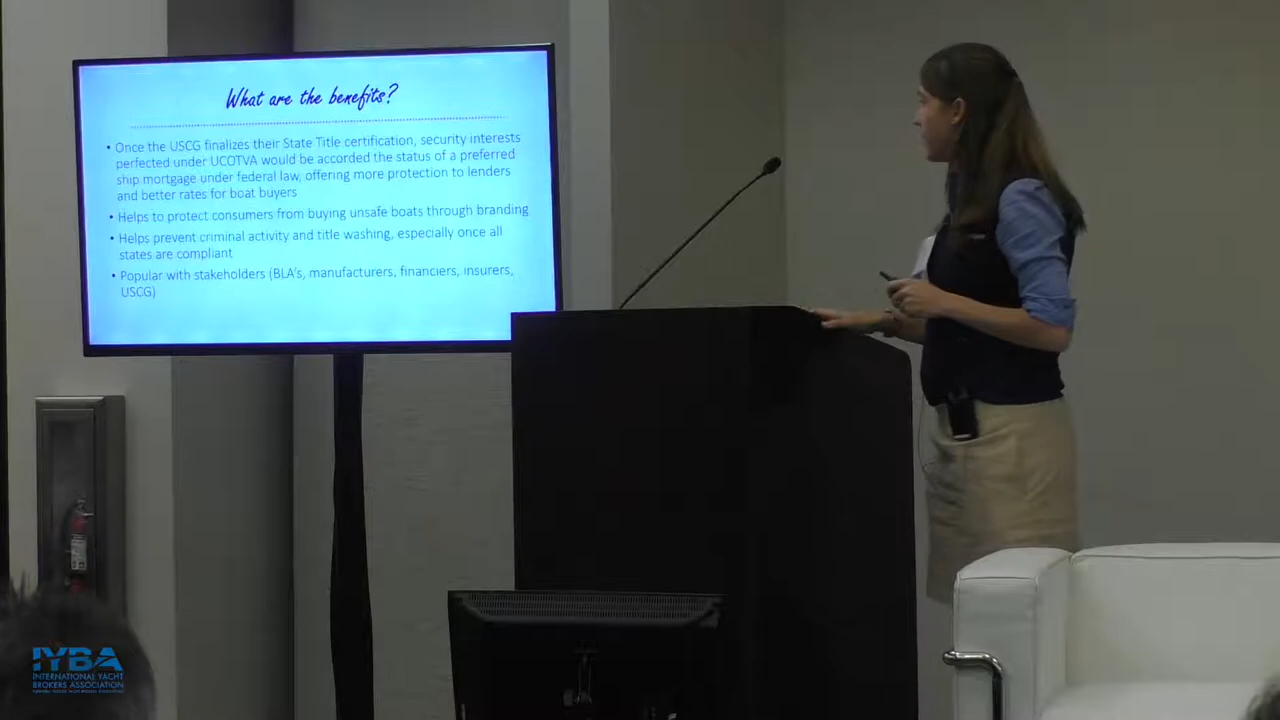 What are the benefits?
• Once the USCG finalizes their State Title certification, security interests
perfected under UCOTVA would be accorded the status of a preferred
ship mortgage under federal law, offering more protection to lenders
and better rates for boat buyers
• Helps to protect consumers from buying unsafe boats through branding
• Helps prevent criminal activity and title washing, especially once all
states are compliant
• Popular with stakeholders (BLA's, manufacturers, financiers, insurers,
USCG)
IYBA
INTERNATIONAL YACHT
BROKERS ASSOCIATION